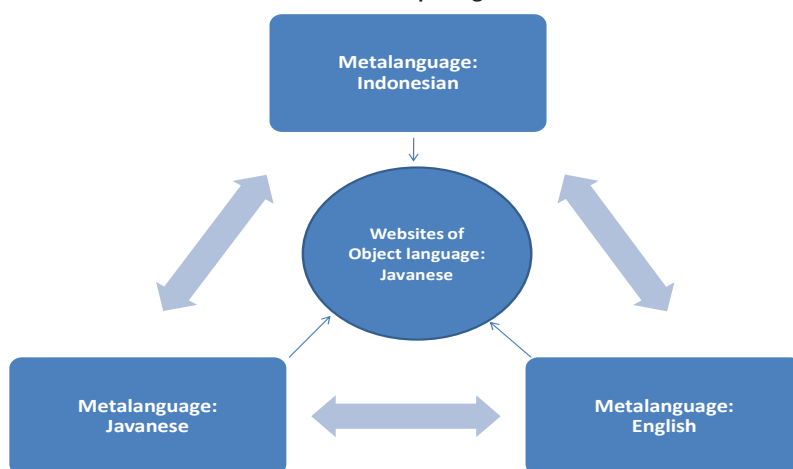 Metalanguage:
Indonesian
Websites of
Object language:
Javanese
Metalanguage:
Javanese
Metalanguage:
English